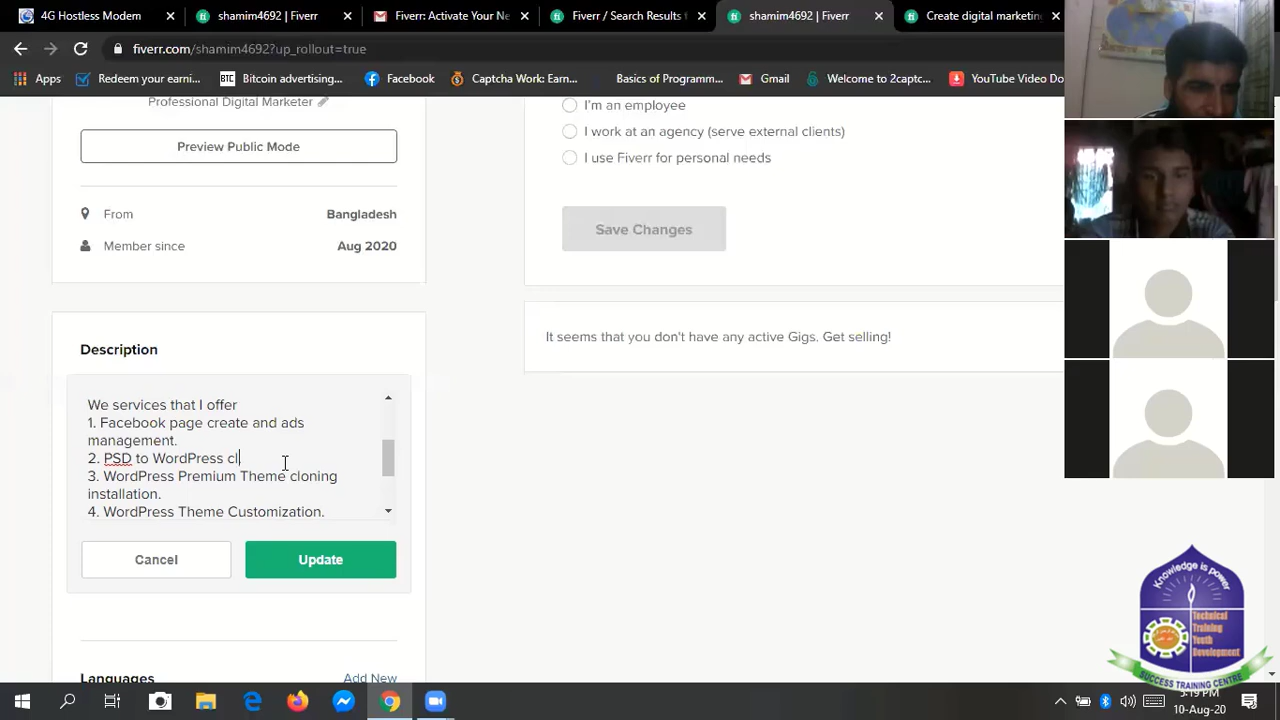 4G Hostless Modem
shamim4692 | Fiverr
Fiverr: Activate Your Ne
Fiverr / Search Results f
shamim4692 | Fiverr
Create digital marketin
fiverr.com/shamim4692?up_rollout=true
Apps
Redeem your earni...
BTC Bitcoin advertising...
Facebook
Captcha Work: Earn...
Basics of Programm...
Gmail
Welcome to 2captc...
YouTube Video Do
Professional Digital Marketer
Preview Public Mode
From
Bangladesh
Member since
Aug 2020
I'm an employee
I work at an agency (serve external clients)
I use Fiverr for personal needs
Save Changes
It seems that you don't have any active Gigs. Get selling!
Description
We services that I offer
1. Facebook page create and ads
management.
2. PSD to WordPress cl
3. WordPress Premium Theme cloning
installation.
4. WordPress Theme Customization.
Cancel
Update
Languages
Add New
Knowledge is power
Technical
Training
Youth
Development
SUCCESS TRAINING CENTRE
5:19 PM
10-Aug-20